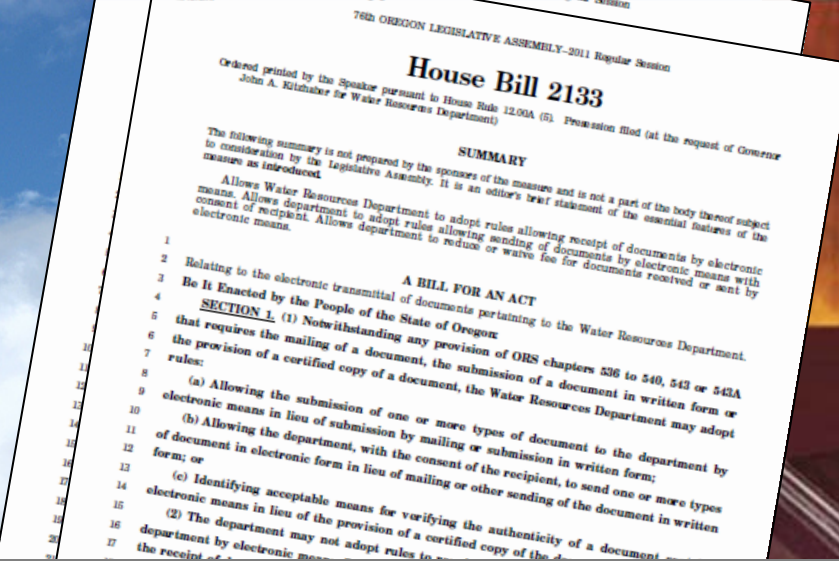 Session
76th OREGON LEGISLATIVE ASSEMBLY--2011 Regular Session
House Bill 2133
Ordered printed by the Speaker pursuant to House Rule 12.00A (5). Presession filed (at the request of Governor
John A. Kitzhaber for Water Resources Department)
SUMMARY
The following summary is not prepared by the sponsors of the measure and is not a part of the body thereof subject
to consideration by the Legislative Assembly. It is an editor's brief statement of the essential features of the
measure as introduced.
Allows Water Resources Department to adopt rules allowing receipt of documents by electronic
means. Allows department to adopt rules allowing sending of documents by electronic means with
consent of recipient. Allows department to reduce or waive fee for documents received or sent by
electronic means.
1 A BILL FOR AN ACT
2 Relating to the electronic transmittal of documents pertaining to the Water Resources Department.
3 Be It Enacted by the People of the State of Oregon:
4 SECTION 1. (1) Notwithstanding any provision of ORS chapters 536 to 540, 543 or 543A
5 that requires the mailing of a document, the submission of a document in written form or
6 the provision of a certified copy of a document, the Water Resources Department may adopt
7 rules:
8 (a) Allowing the submission of one or more types of document to the department by
9 electronic means in lieu of submission by mailing or submission in written form;
10 (b) Allowing the department, with the consent of the recipient, to send one or more types
11 of document in electronic form in lieu of mailing or other sending of the document in written
12 form; or
13 (c) Identifying acceptable means for verifying the authenticity of a document
14 electronic means in lieu of the provision of a certified copy of the
15 (2) The department may not adopt rules to
16 department by electronic
17 the receipt of